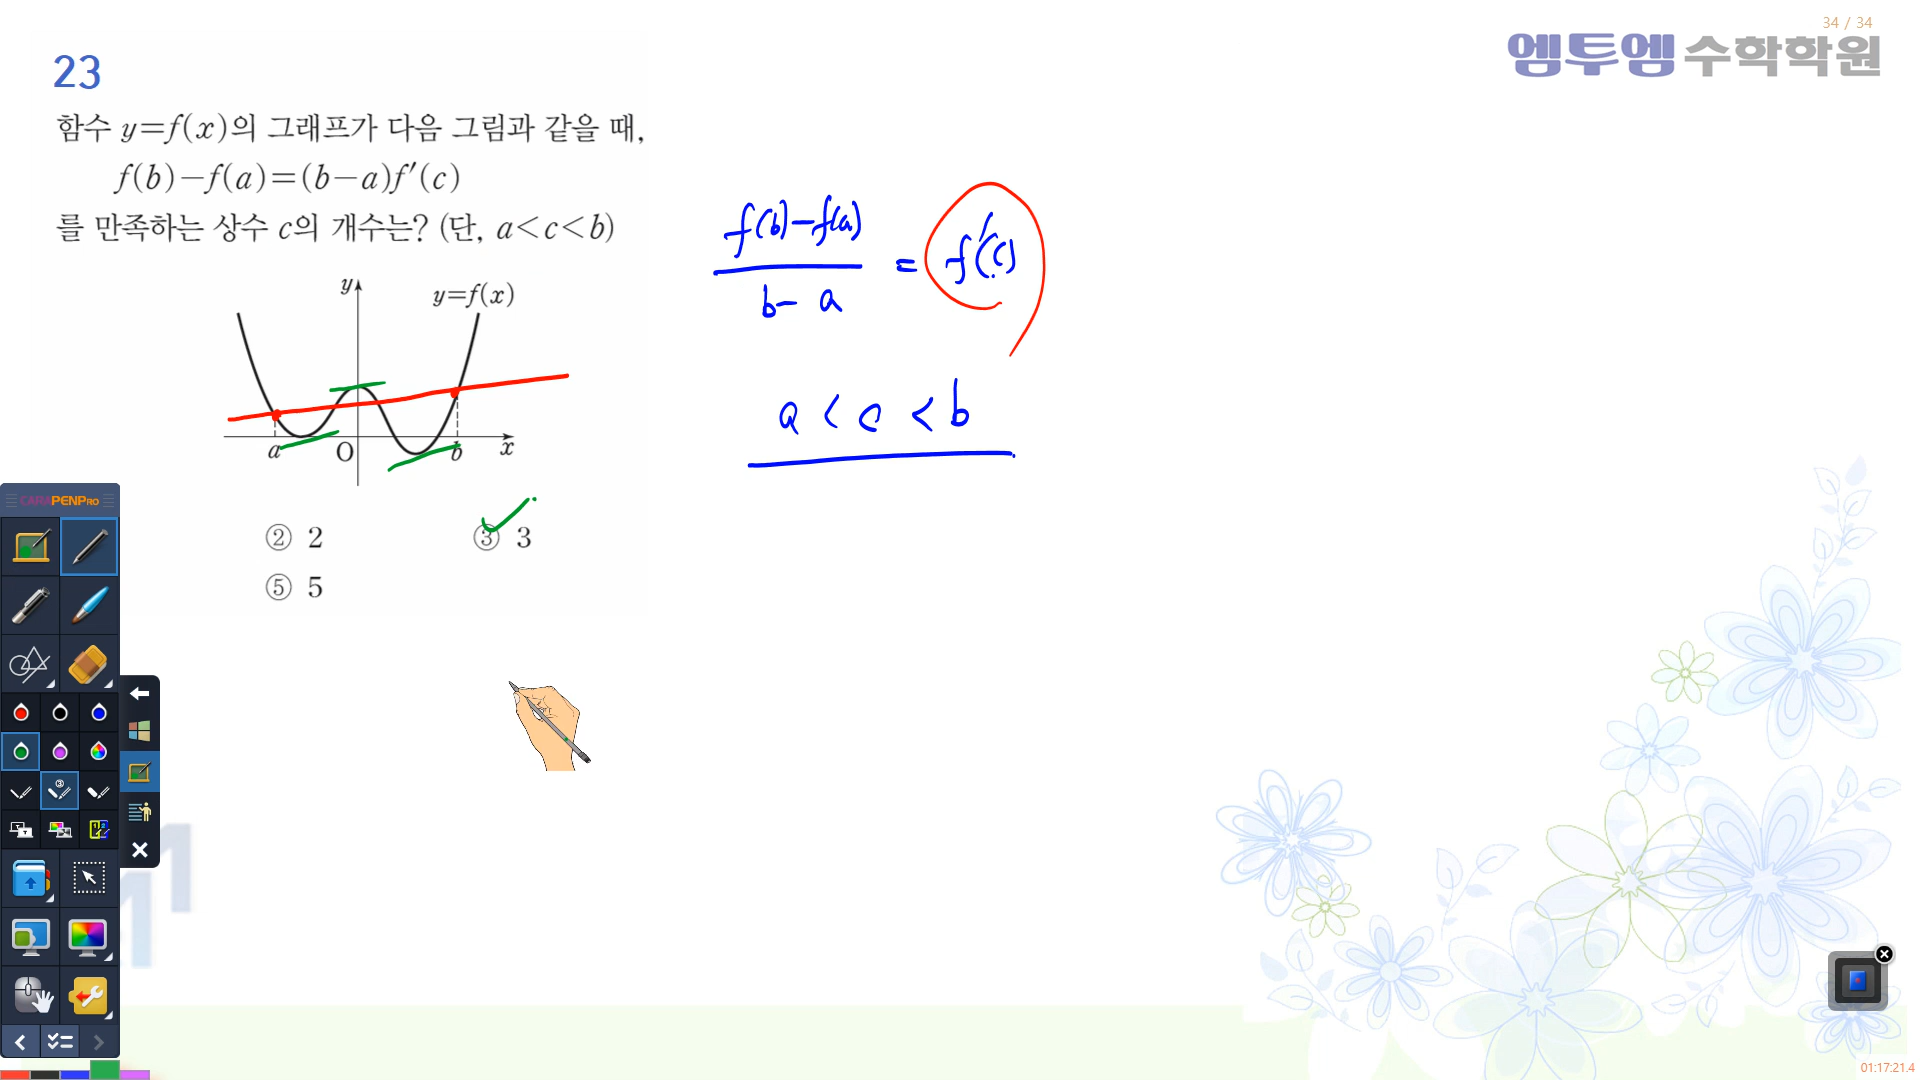 34 / 34
엠투엠 수학학원
23
함수 y=f(x)의 그래프가 다음 그림과 같을 때,
f(b)-f(a)=(b-a)f′(c)
를 만족하는 상수 c의 개수는? (단, a<c<b)
f(b)-f(a)
= f′(c)
b- a
a < c < b
y
y=f(x)
a O b x
② 2 ③ 3
⑤ 5
CARAPENPRO
01:17:21.4